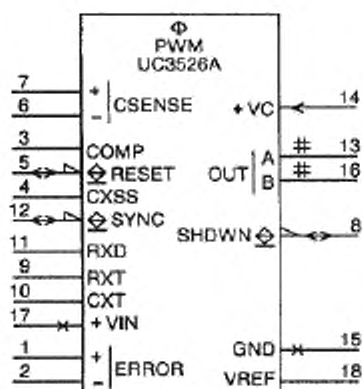 Φ
PWM
UC3526A
7 + CSENSE
6 -
+VC 14
3 COMP
5 RESET
4 CXSS
OUT A # 13
B # 16
12 SYNC
SHDWN 8
11 RXD
9 RXT
10 CXT
17 +VIN
1 + ERROR
2 -
GND 15
VREF 18